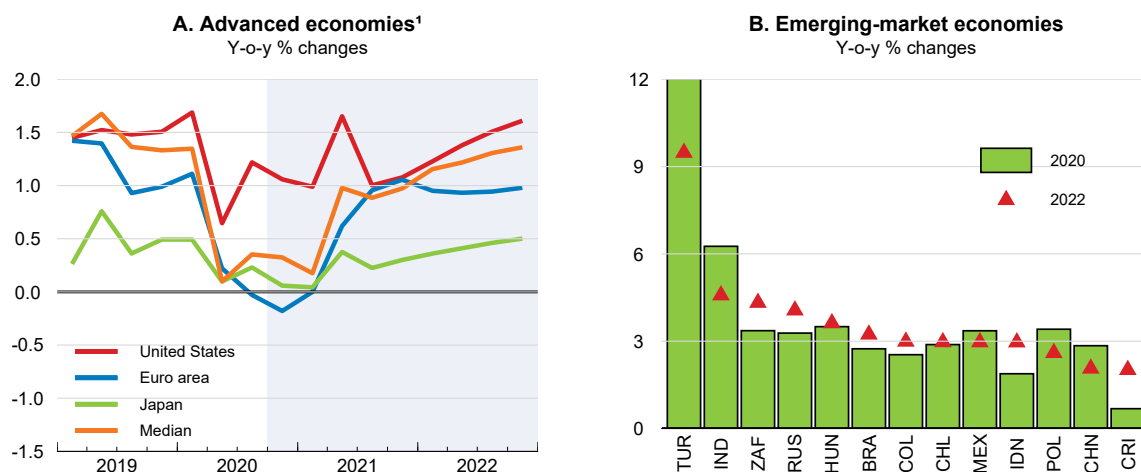 A. Advanced economies¹
Y-o-y % changes
2.0
1.5
1.0
0.5
0.0
-0.5
-1.0
-1.5
United States
Euro area
Japan
Median
2019
2020
2021
2022
B. Emerging-market economies
Y-o-y % changes
12
9
6
3
0
2020
2022
TUR
IND
ZAF
RUS
HUN
BRA
COL
CHL
MEX
IDN
POL
CHN
CRI